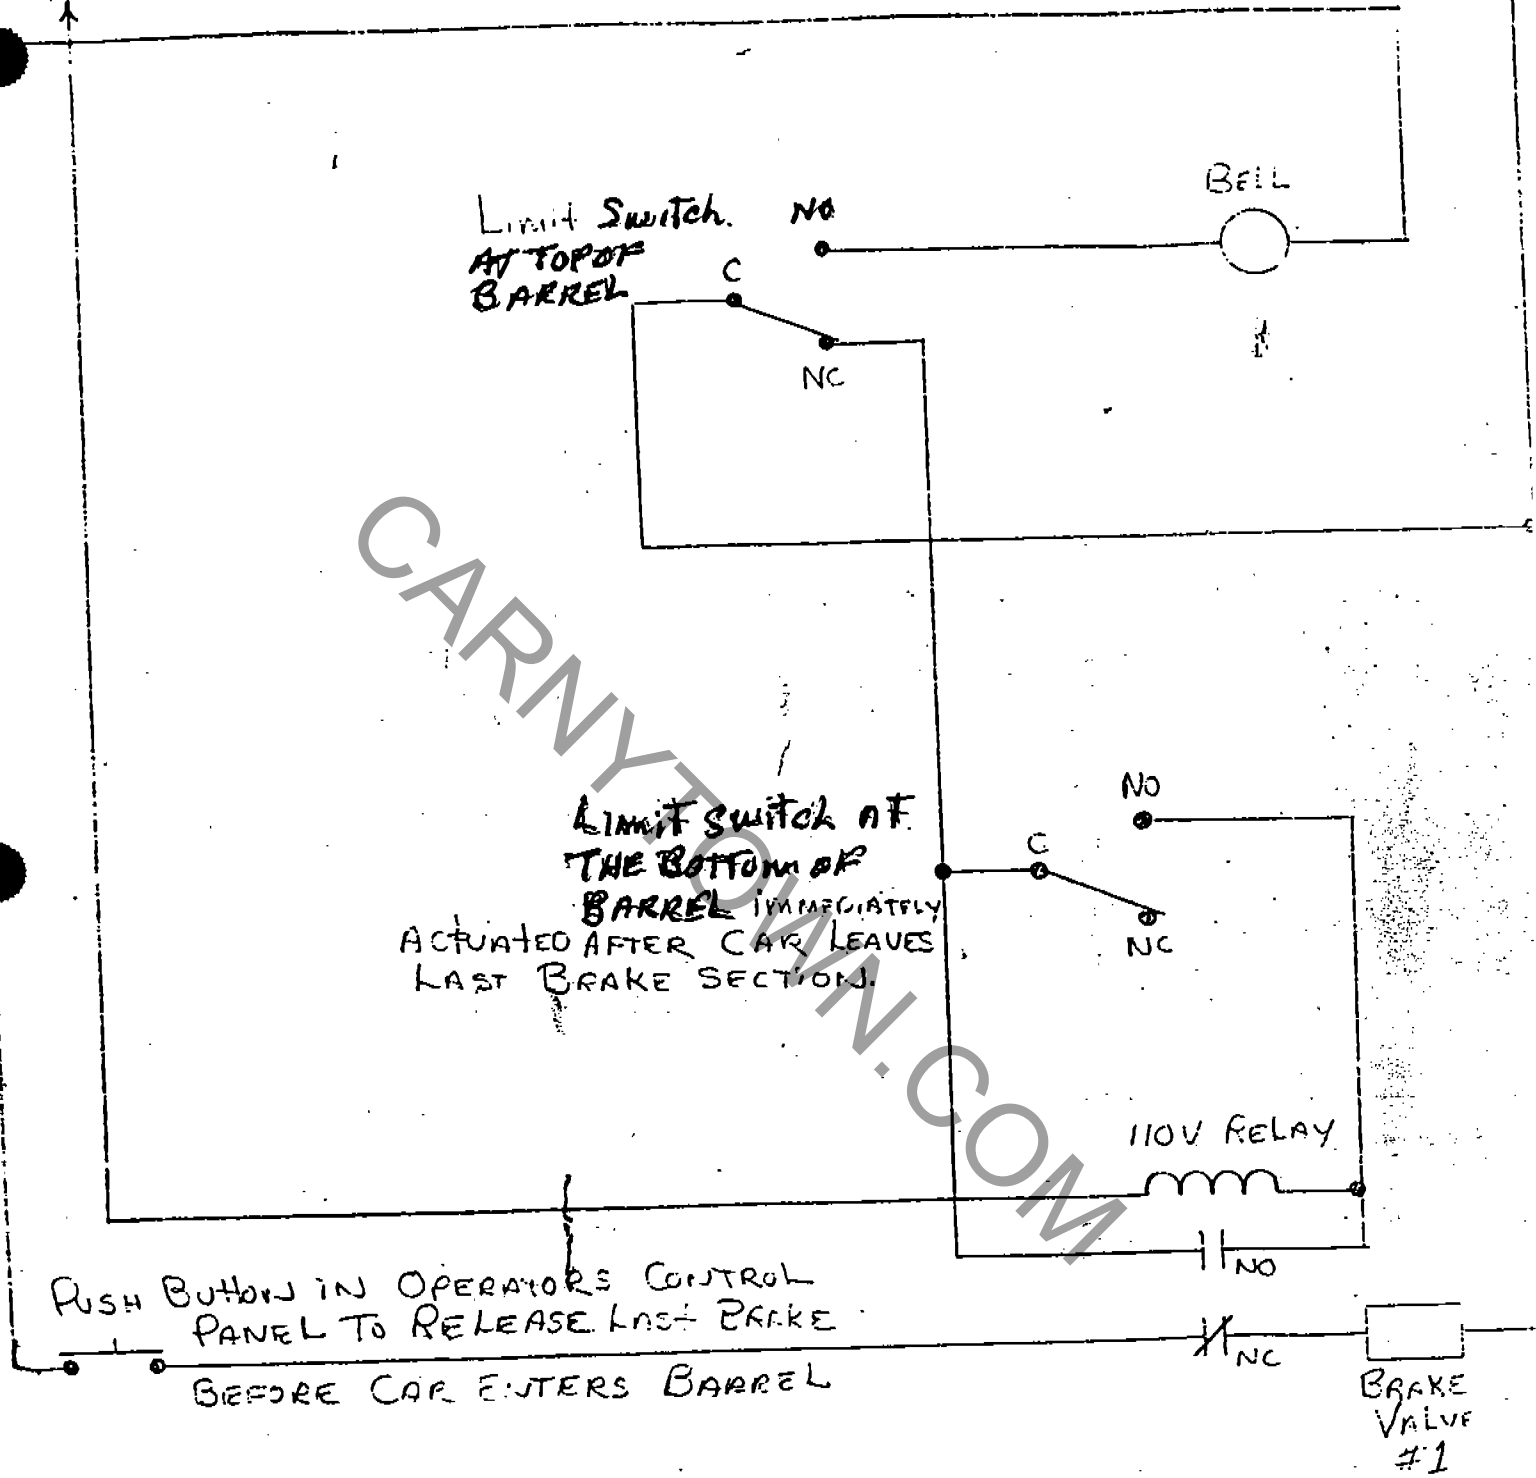 BELL
Limit Switch. NO
AT TOP OF
BARREL
C
NC
CARNYTOWN.COM
NO
Limit Switch AT
THE BOTTOM OF
BARREL IMMEDIATELY
ACTUATED AFTER CAR LEAVES
LAST BRAKE SECTION.
C
NC
110V RELAY
NO
PUSH BUTTON IN OPERATORS CONTROL
PANEL TO RELEASE LAST BRAKE
BEFORE CAR ENTERS BARREL
NC
BRAKE
VALVE
#1